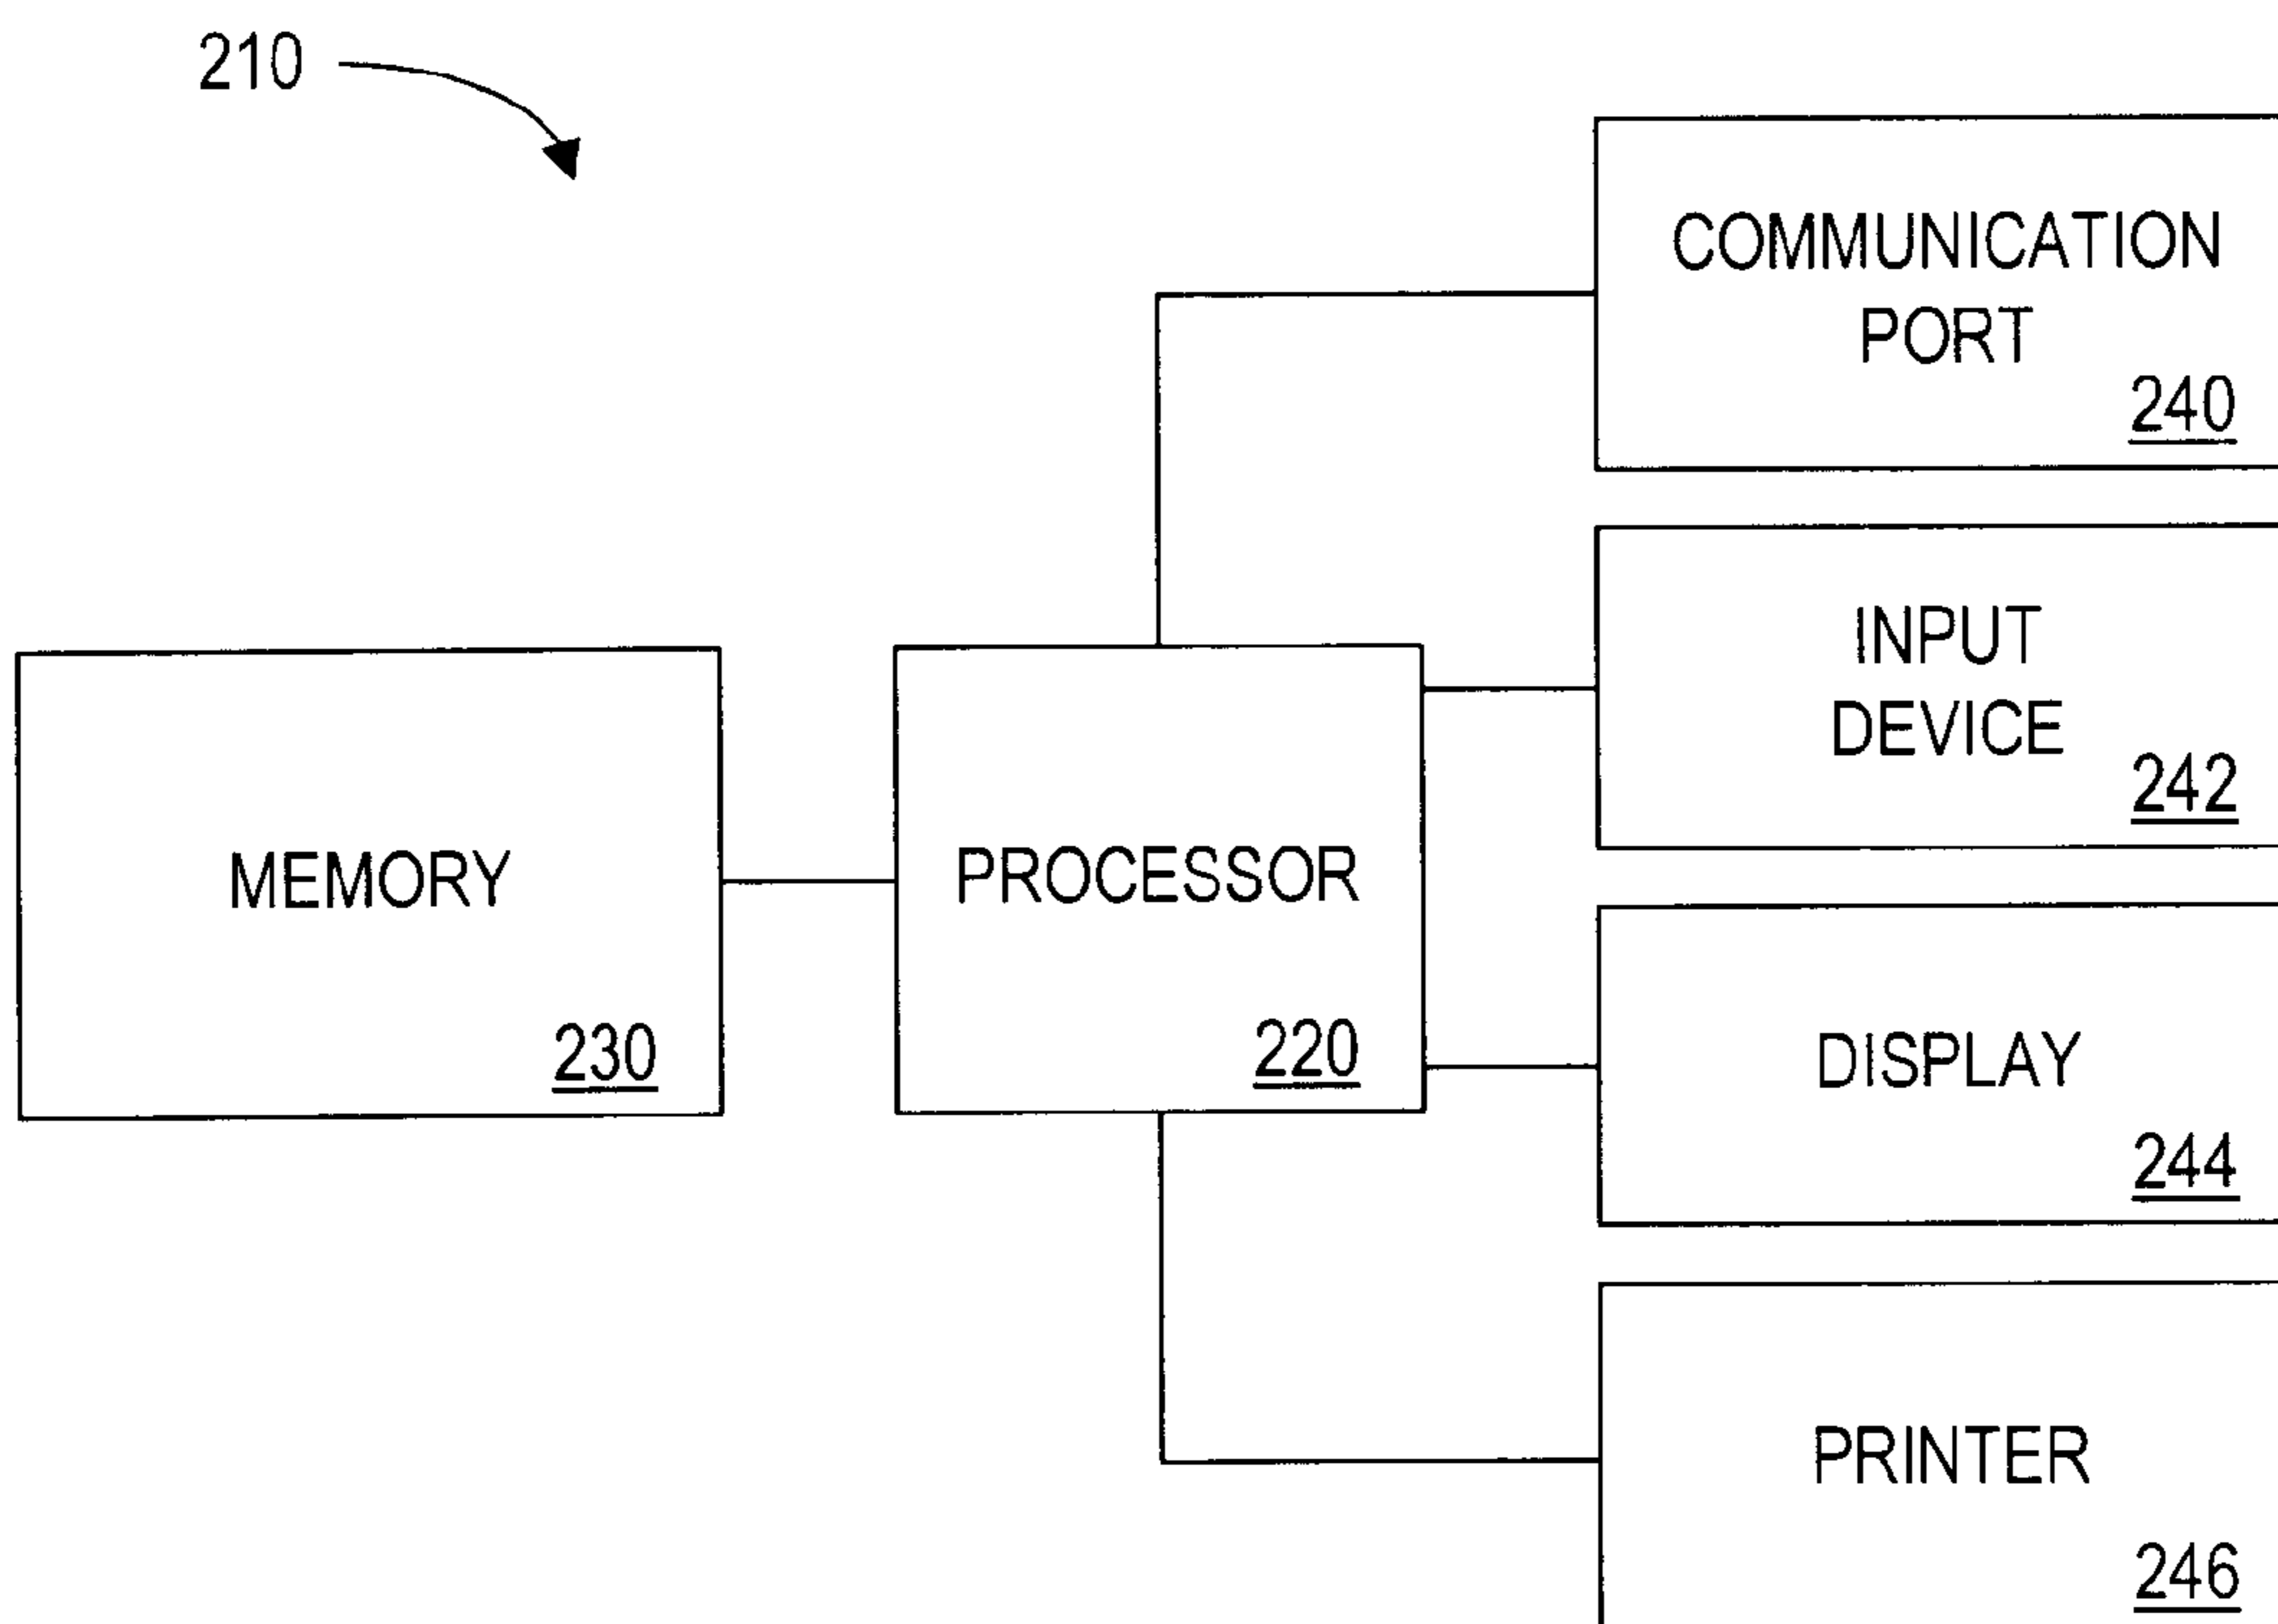 210
COMMUNICATION
PORT
240
INPUT
DEVICE
242
MEMORY
230
PROCESSOR
220
DISPLAY
244
PRINTER
246